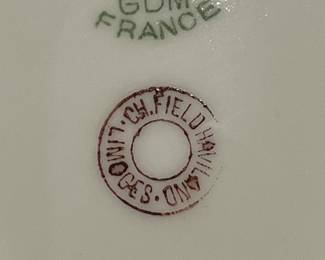 GDM
FRANCE
CH. FIELD HAVILAND · LIMOGES ·